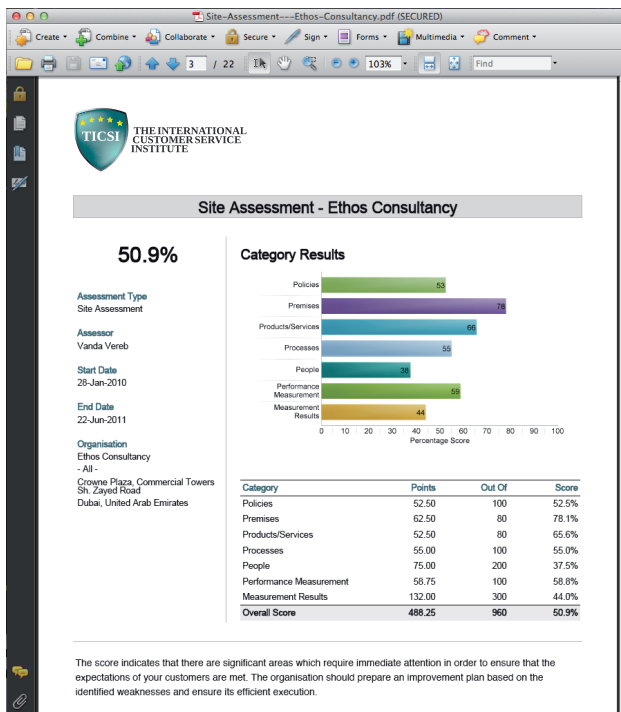 Site-Assessment---Ethos-Consultancy.pdf (SECURED)
Create Combine Collaborate Secure Sign Forms Multimedia Comment
3 / 22 103% Find
TICSI
THE INTERNATIONAL
CUSTOMER SERVICE
INSTITUTE
Site Assessment - Ethos Consultancy
50.9%
Assessment Type
Site Assessment
Assessor
Vanda Vereb
Start Date
28-Jan-2010
End Date
22-Jun-2011
Organisation
Ethos Consultancy
- All -
Crowne Plaza, Commercial Towers
Sh. Zayed Road
Dubai, United Arab Emirates
Category Results
Policies 53
Premises 78
Products/Services 66
Processes 55
People 38
Performance
Measurement 59
Measurement
Results 44
0 10 20 30 40 50 60 70 80 90 100
Percentage Score
Category Points Out Of Score
Policies 52.50 100 52.5%
Premises 62.50 80 78.1%
Products/Services 52.50 80 65.6%
Processes 55.00 100 55.0%
People 75.00 200 37.5%
Performance Measurement 58.75 100 58.8%
Measurement Results 132.00 300 44.0%
Overall Score 488.25 960 50.9%
The score indicates that there are significant areas which require immediate attention in order to ensure that the
expectations of your customers are met. The organisation should prepare an improvement plan based on the
identified weaknesses and ensure its efficient execution.